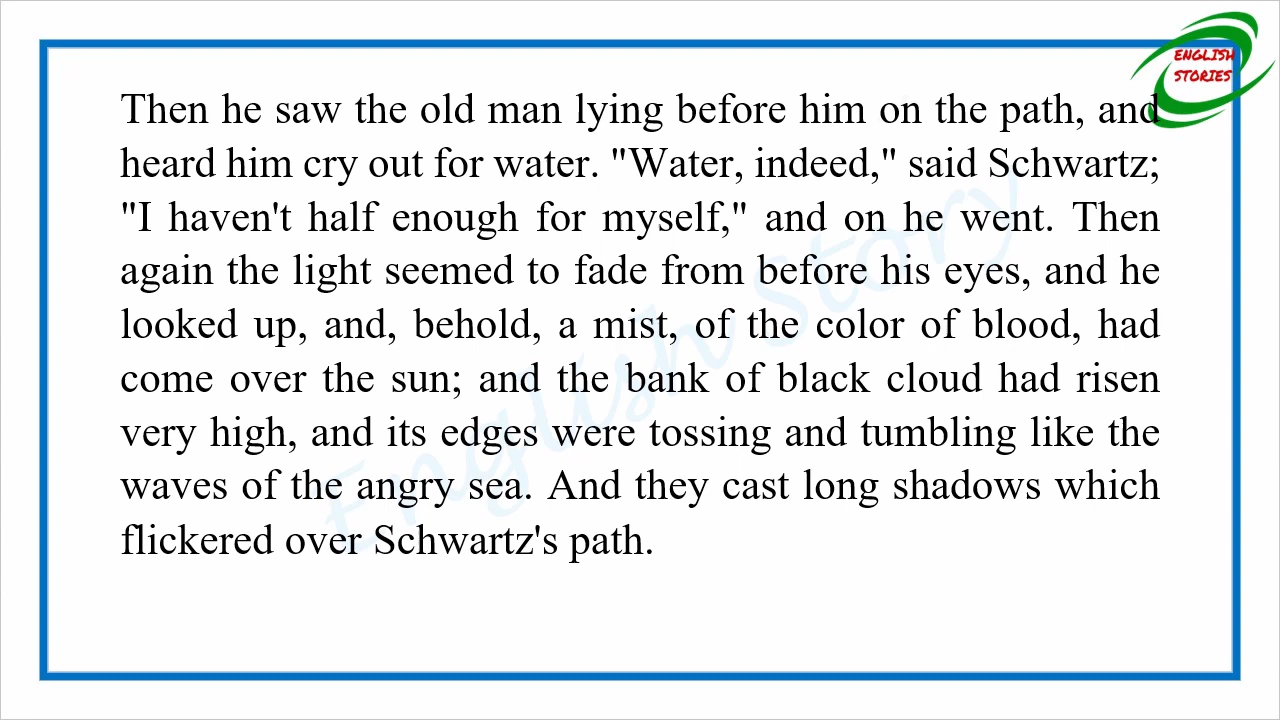 ENGLISH
STORIES
Then he saw the old man lying before him on the path, and
heard him cry out for water. "Water, indeed," said Schwartz;
"I haven't half enough for myself," and on he went. Then
again the light seemed to fade from before his eyes, and he
looked up, and, behold, a mist, of the color of blood, had
come over the sun; and the bank of black cloud had risen
very high, and its edges were tossing and tumbling like the
waves of the angry sea. And they cast long shadows which
flickered over Schwartz's path.
English Story